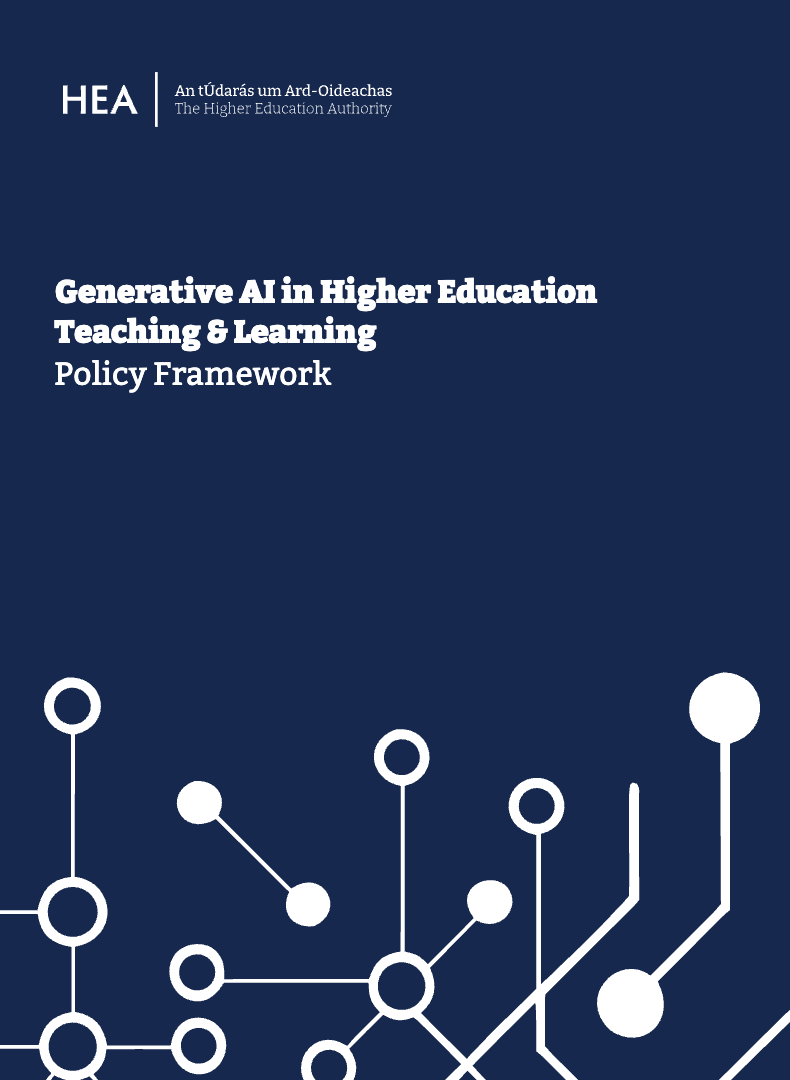 HEA
An tÚdarás um Ard-Oideachas
The Higher Education Authority
Generative AI in Higher Education
Teaching & Learning
Policy Framework